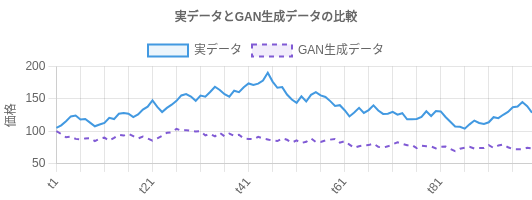 実データとGAN生成データの比較
実データ
GAN生成データ
価格
200
150
100
50
t1
t21
t41
t61
t81